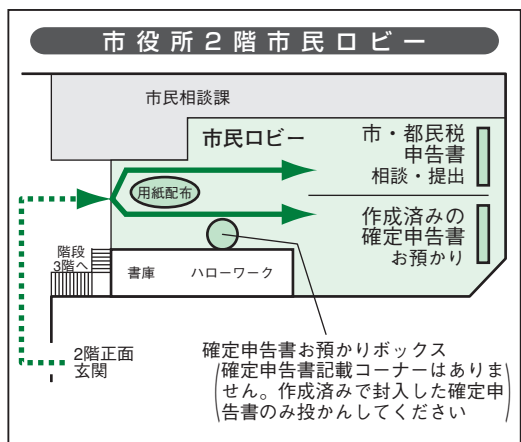 市役所2階市民ロビー
市民相談課
市民ロビー
市・都民税
申告書
相談・提出
用紙配布
作成済みの
確定申告書
お預かり
階段
3階へ
書庫
ハローワーク
2階正面
玄関
確定申告書お預かりボックス
(確定申告書記載コーナーはありま
せん。作成済みで封入した確定申
告書のみ投かんしてください)